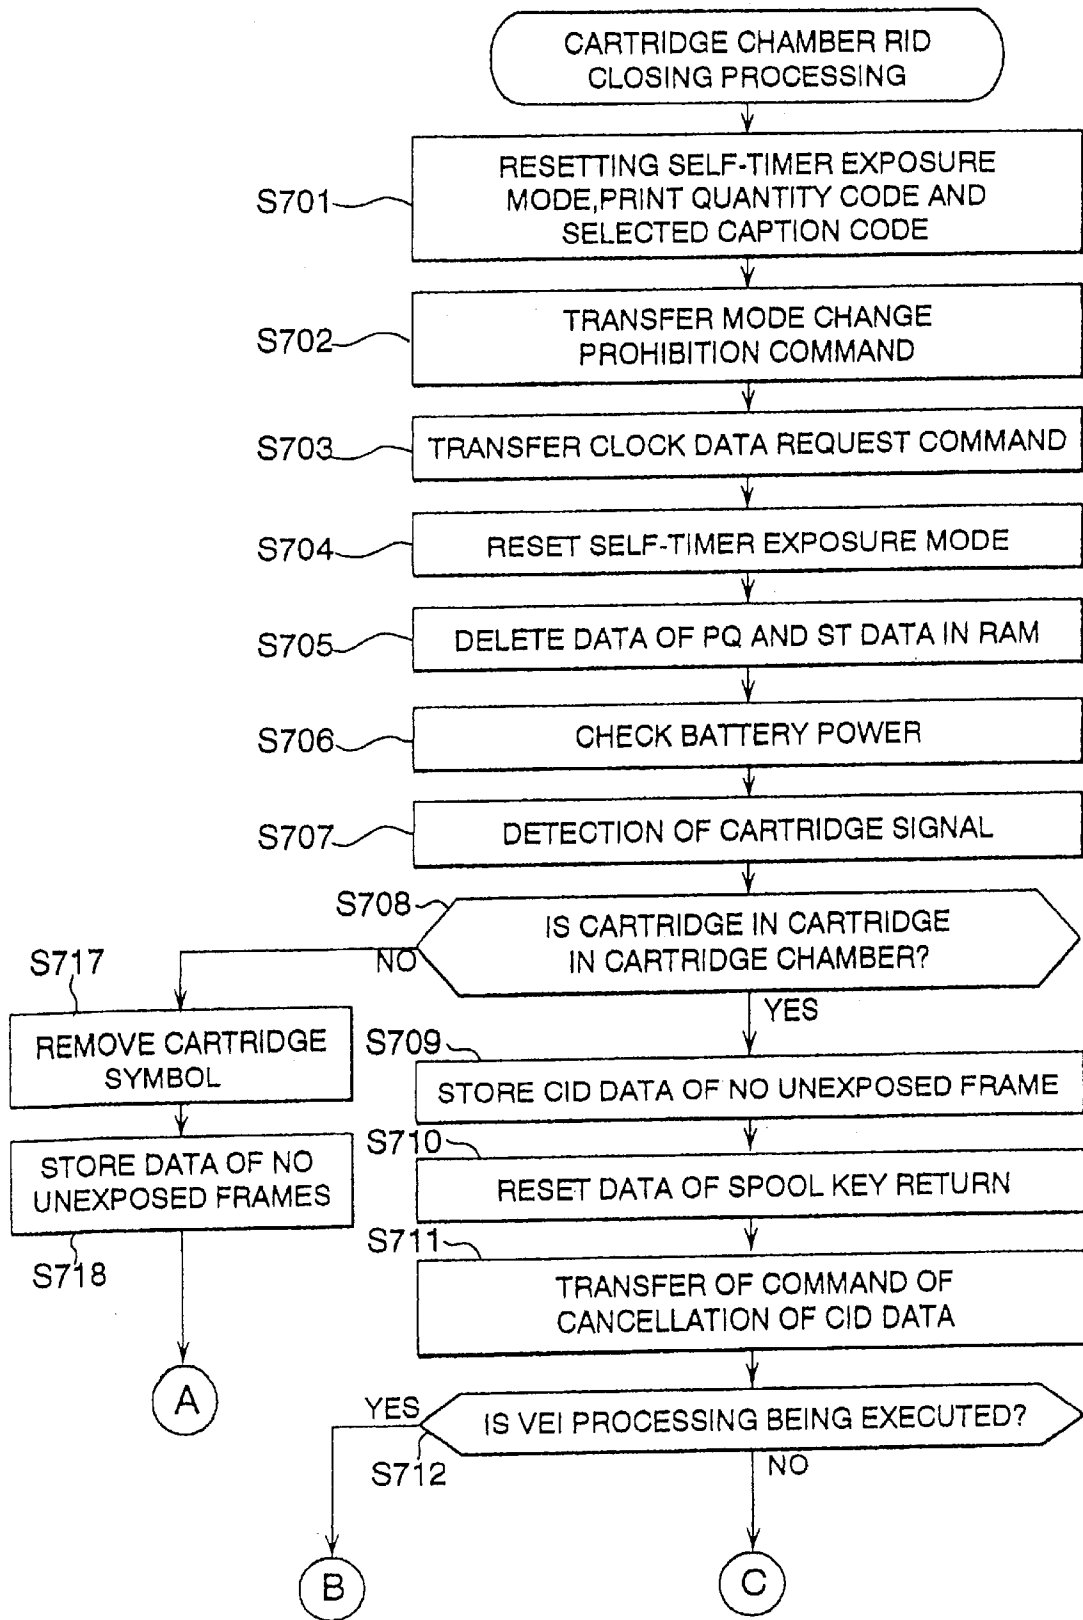 CARTRIDGE CHAMBER RID
CLOSING PROCESSING
S701
RESETTING SELF-TIMER EXPOSURE
MODE,PRINT QUANTITY CODE AND
SELECTED CAPTION CODE
S702
TRANSFER MODE CHANGE
PROHIBITION COMMAND
S703
TRANSFER CLOCK DATA REQUEST COMMAND
S704
RESET SELF-TIMER EXPOSURE MODE
S705
DELETE DATA OF PQ AND ST DATA IN RAM
S706
CHECK BATTERY POWER
S707
DETECTION OF CARTRIDGE SIGNAL
S708
IS CARTRIDGE IN CARTRIDGE
IN CARTRIDGE CHAMBER?
NO
YES
S717
REMOVE CARTRIDGE
SYMBOL
STORE DATA OF NO
UNEXPOSED FRAMES
S718
A
S709
STORE CID DATA OF NO UNEXPOSED FRAME
S710
RESET DATA OF SPOOL KEY RETURN
S711
TRANSFER OF COMMAND OF
CANCELLATION OF CID DATA
YES
IS VEI PROCESSING BEING EXECUTED?
S712
NO
B
C